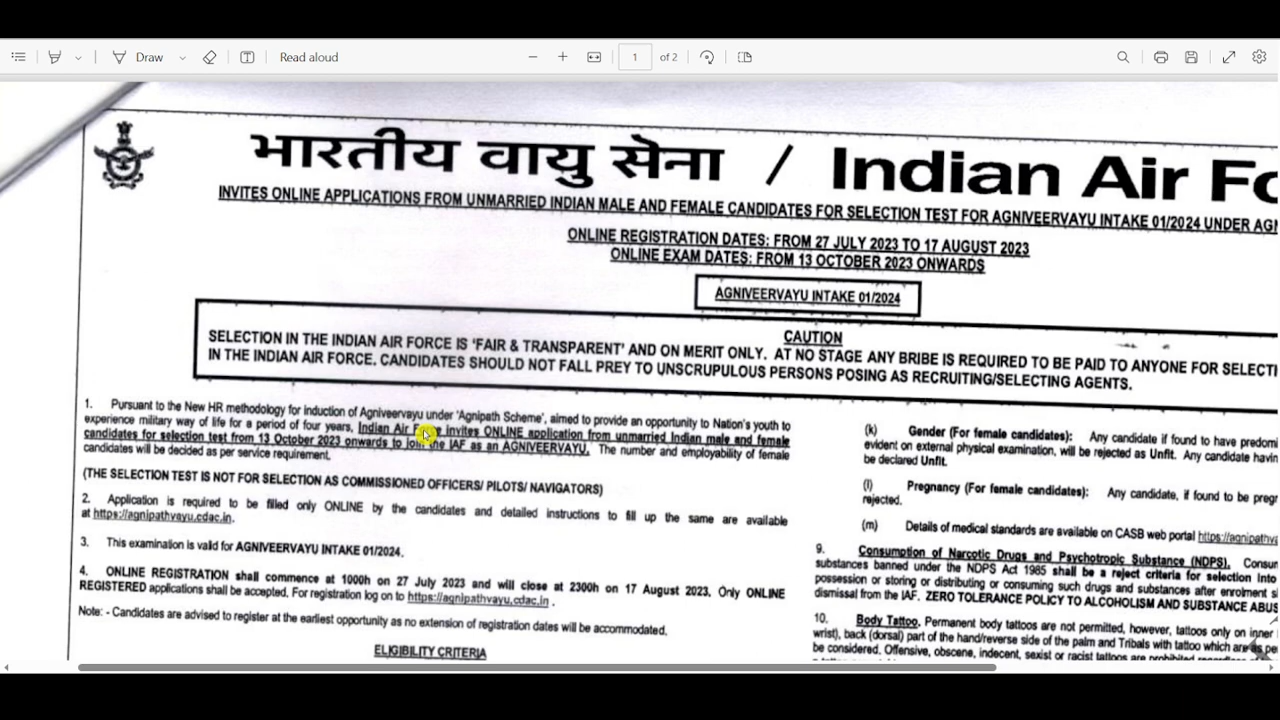 Draw
Read aloud
1
of 2
भारतीय वायु सेना / Indian Air Fo
INVITES ONLINE APPLICATIONS FROM UNMARRIED INDIAN MALE AND FEMALE CANDIDATES FOR SELECTION TEST FOR AGNIVEERVAYU INTAKE 01/2024 UNDER AGN
ONLINE REGISTRATION DATES: FROM 27 JULY 2023 TO 17 AUGUST 2023
ONLINE EXAM DATES: FROM 13 OCTOBER 2023 ONWARDS
AGNIVEERVAYU INTAKE 01/2024
CAUTION
SELECTION IN THE INDIAN AIR FORCE IS 'FAIR & TRANSPARENT' AND ON MERIT ONLY. AT NO STAGE ANY BRIBE IS REQUIRED TO BE PAID TO ANYONE FOR SELECTI
IN THE INDIAN AIR FORCE. CANDIDATES SHOULD NOT FALL PREY TO UNSCRUPULOUS PERSONS POSING AS RECRUITING/SELECTING AGENTS.
1. Pursuant to the New HR methodology for induction of Agniveervayu under 'Agnipath Scheme', aimed to provide an opportunity to Nation's youth to
experience military way of life for a period of four years, Indian Air F invites ONLINE application from unmarried Indian male and female
candidates for selection test from 13 October 2023 onwards to join the IAF as an AGNIVEERVAYU. The number and employability of female
candidates will be decided as per service requirement.
(THE SELECTION TEST IS NOT FOR SELECTION AS COMMISSIONED OFFICERS/ PILOTS/ NAVIGATORS)
2. Application is required to be filled only ONLINE by the candidates and detailed instructions to fill up the same are available
at https://agnipathvayu.cdac.in.
3. This examination is valid for AGNIVEERVAYU INTAKE 01/2024.
4. ONLINE REGISTRATION shall commence at 1000h on 27 July 2023 and will close at 2300h on 17 August 2023. Only ONLINE
REGISTERED applications shall be accepted. For registration log on to https://agnipathvayu.cdac.in .
Note: - Candidates are advised to register at the earliest opportunity as no extension of registration dates will be accommodated.
ELIGIBILITY CRITERIA
(k) Gender (For female candidates): Any candidate if found to have predomi
evident on external physical examination, will be rejected as Unfit. Any candidate havin
be declared Unfit.
(l) Pregnancy (For female candidates): Any candidate, if found to be pregn
rejected.
(m) Details of medical standards are available on CASB web portal https://agnipathva
9. Consumption of Narcotic Drugs and Psychotropic Substance (NDPS). Consum
substances banned under the NDPS Act 1985 shall be a reject criteria for selection into
possession or storing or distributing or consuming such drugs and substances after enrolment s
dismissal from the IAF. ZERO TOLERANCE POLICY TO ALCOHOLISM AND SUBSTANCE ABUS
10. Body Tattoo. Permanent body tattoos are not permitted, however, tattoos only on inner
wrist), back (dorsal) part of the hand/reverse side of the palm and Tribals with tattoo which are as pe
be considered. Offensive, obscene, indecent, sexist or racist tattoos are prohibited